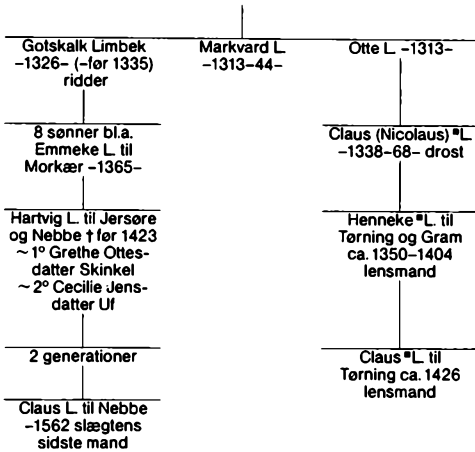 Gotskalk Limbek
-1326- (-før 1335)
ridder
Markvard L.
-1313-44-
Otte L. -1313-
8 sønner bl.a.
Emmeke L. til
Morkær -1365-
Claus (Nicolaus) *L.
-1338-68- drost
Hartvig L. til Jersøre
og Nebbe † før 1423
~ 1° Grethe Ottes-
datter Skinkel
~ 2° Cecilie Jens-
datter Uf
Henneke *L. til
Tørning og Gram
ca. 1350-1404
lensmand
2 generationer
Claus *L. til
Tørning ca. 1426
lensmand
Claus L. til Nebbe
-1562 slægtens
sidste mand